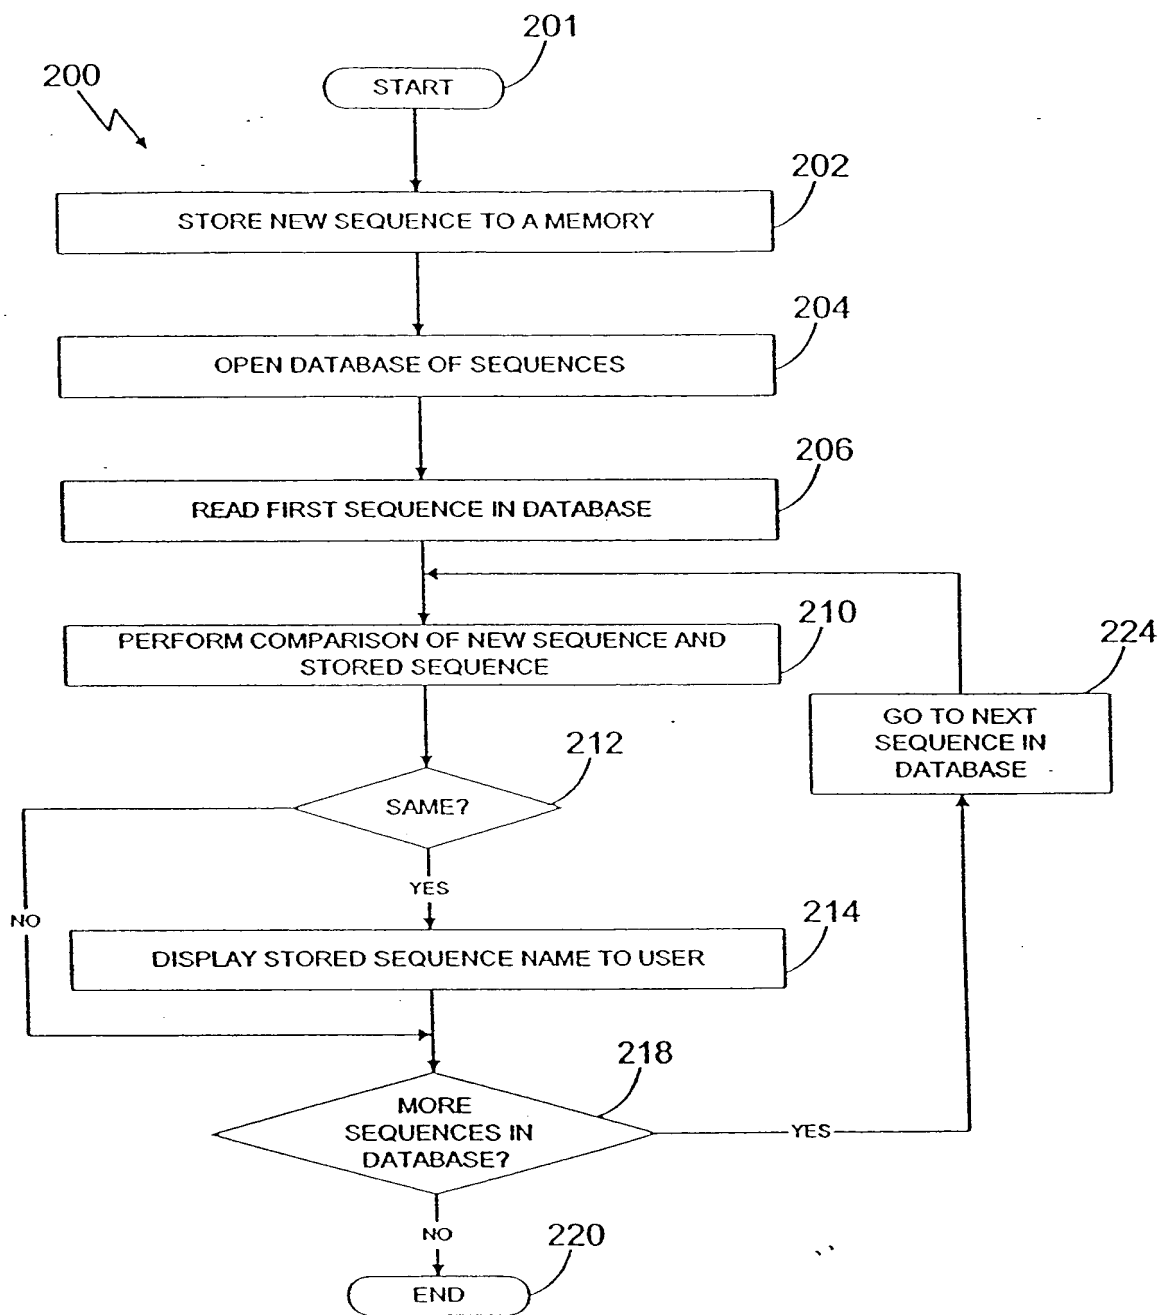 201
200
START
202
STORE NEW SEQUENCE TO A MEMORY
204
OPEN DATABASE OF SEQUENCES
206
READ FIRST SEQUENCE IN DATABASE
210
PERFORM COMPARISON OF NEW SEQUENCE AND
STORED SEQUENCE
224
GO TO NEXT
SEQUENCE IN
DATABASE
212
SAME?
YES
NO
214
DISPLAY STORED SEQUENCE NAME TO USER
218
MORE
SEQUENCES IN
DATABASE?
YES
NO
220
END